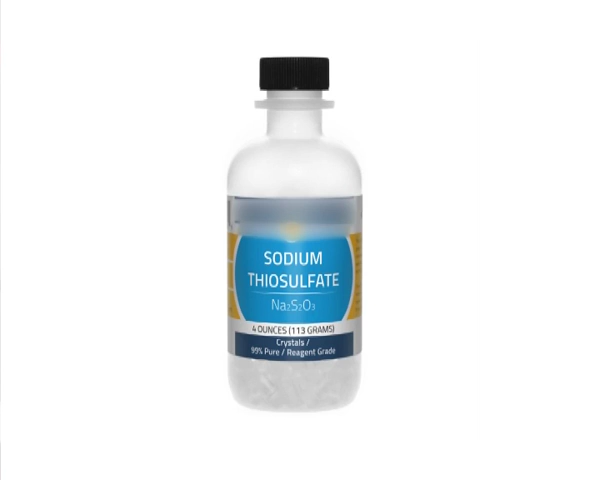 SODIUM
THIOSULFATE
Na₂S₂O₃
4 OUNCES (113 GRAMS)
Crystals /
99% Pure / Reagent Grade